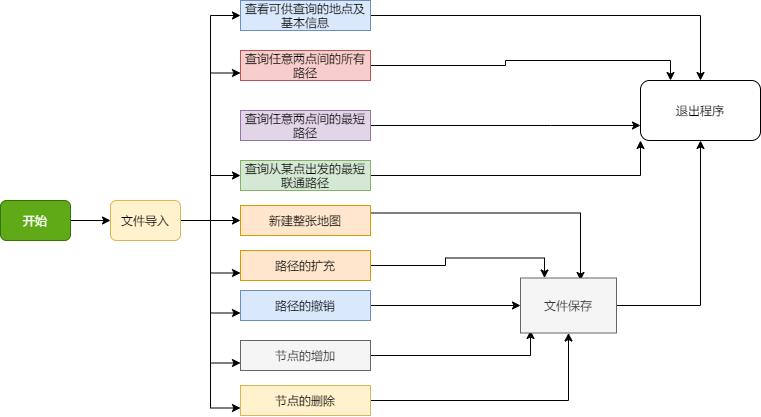 查看可供查询的地点及
基本信息
查询任意两点间的所有
路径
查询任意两点间的最短
路径
退出程序
查询从某点出发的最短
联通路径
开始
文件导入
新建整张地图
路径的扩充
路径的撤销
文件保存
节点的增加
节点的删除